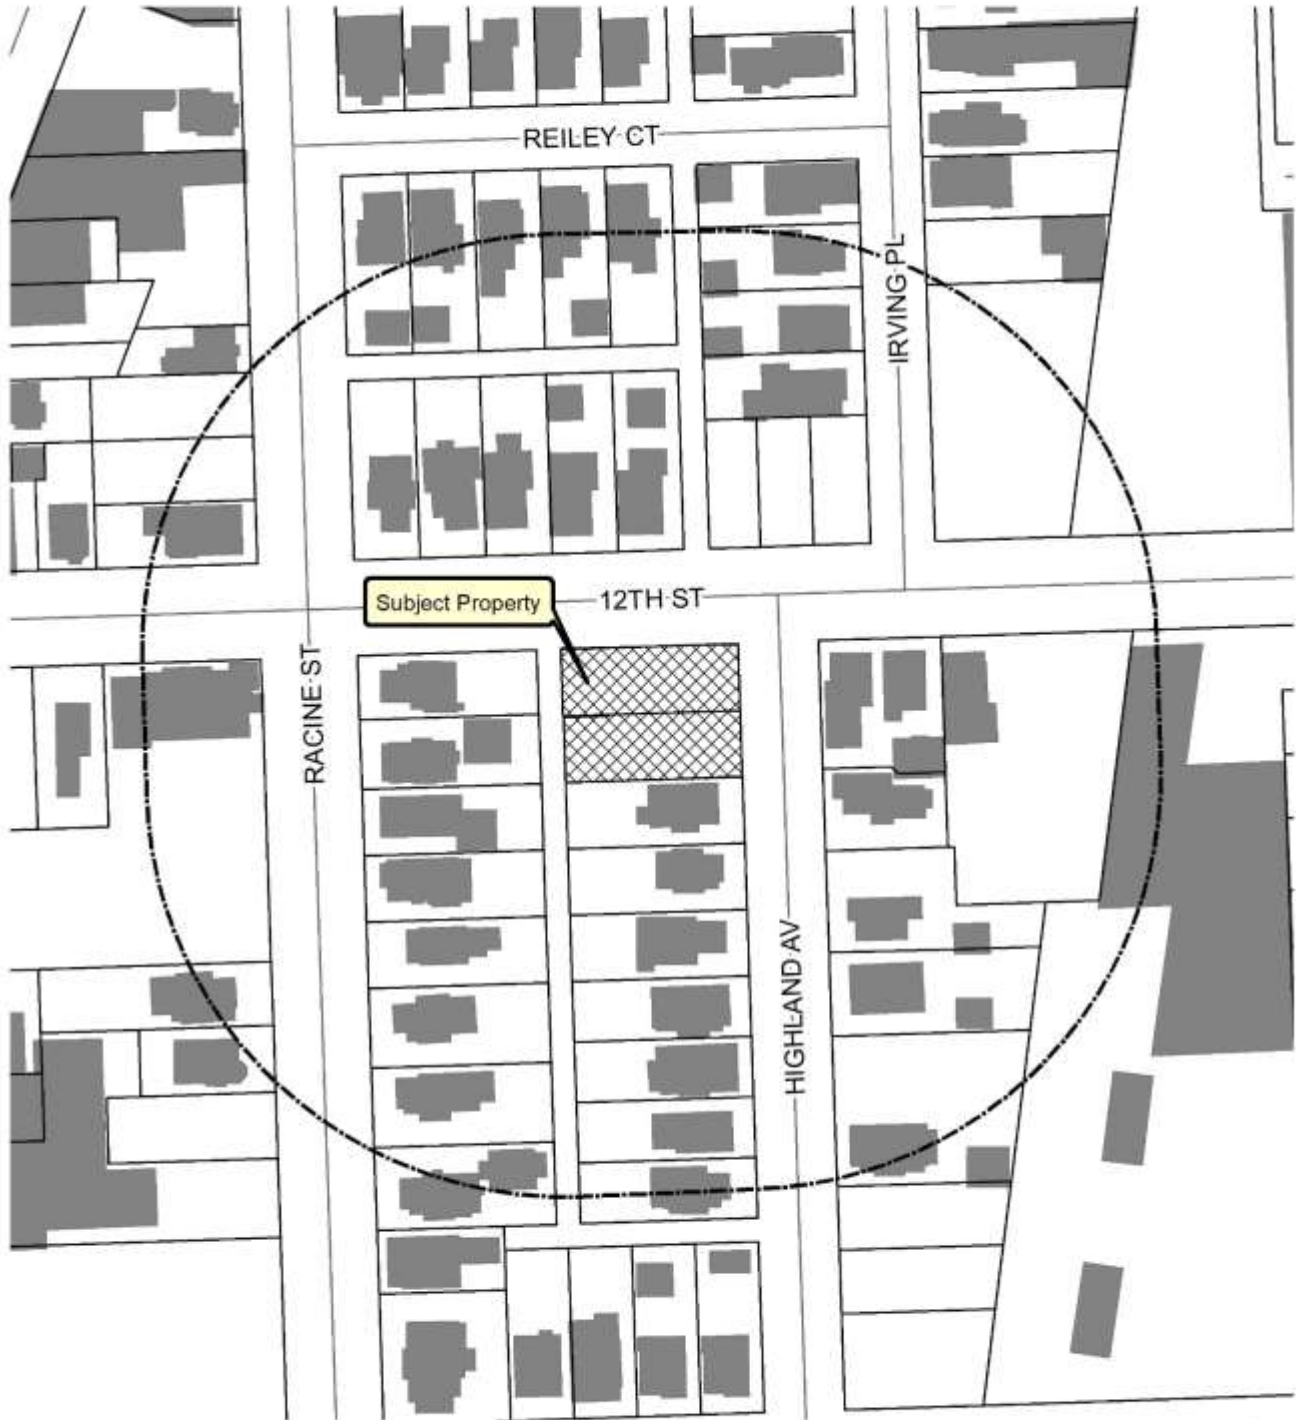 REILEY CT
IRVING PL
Subject Property
12TH ST
RACINE ST
HIGHLAND AV